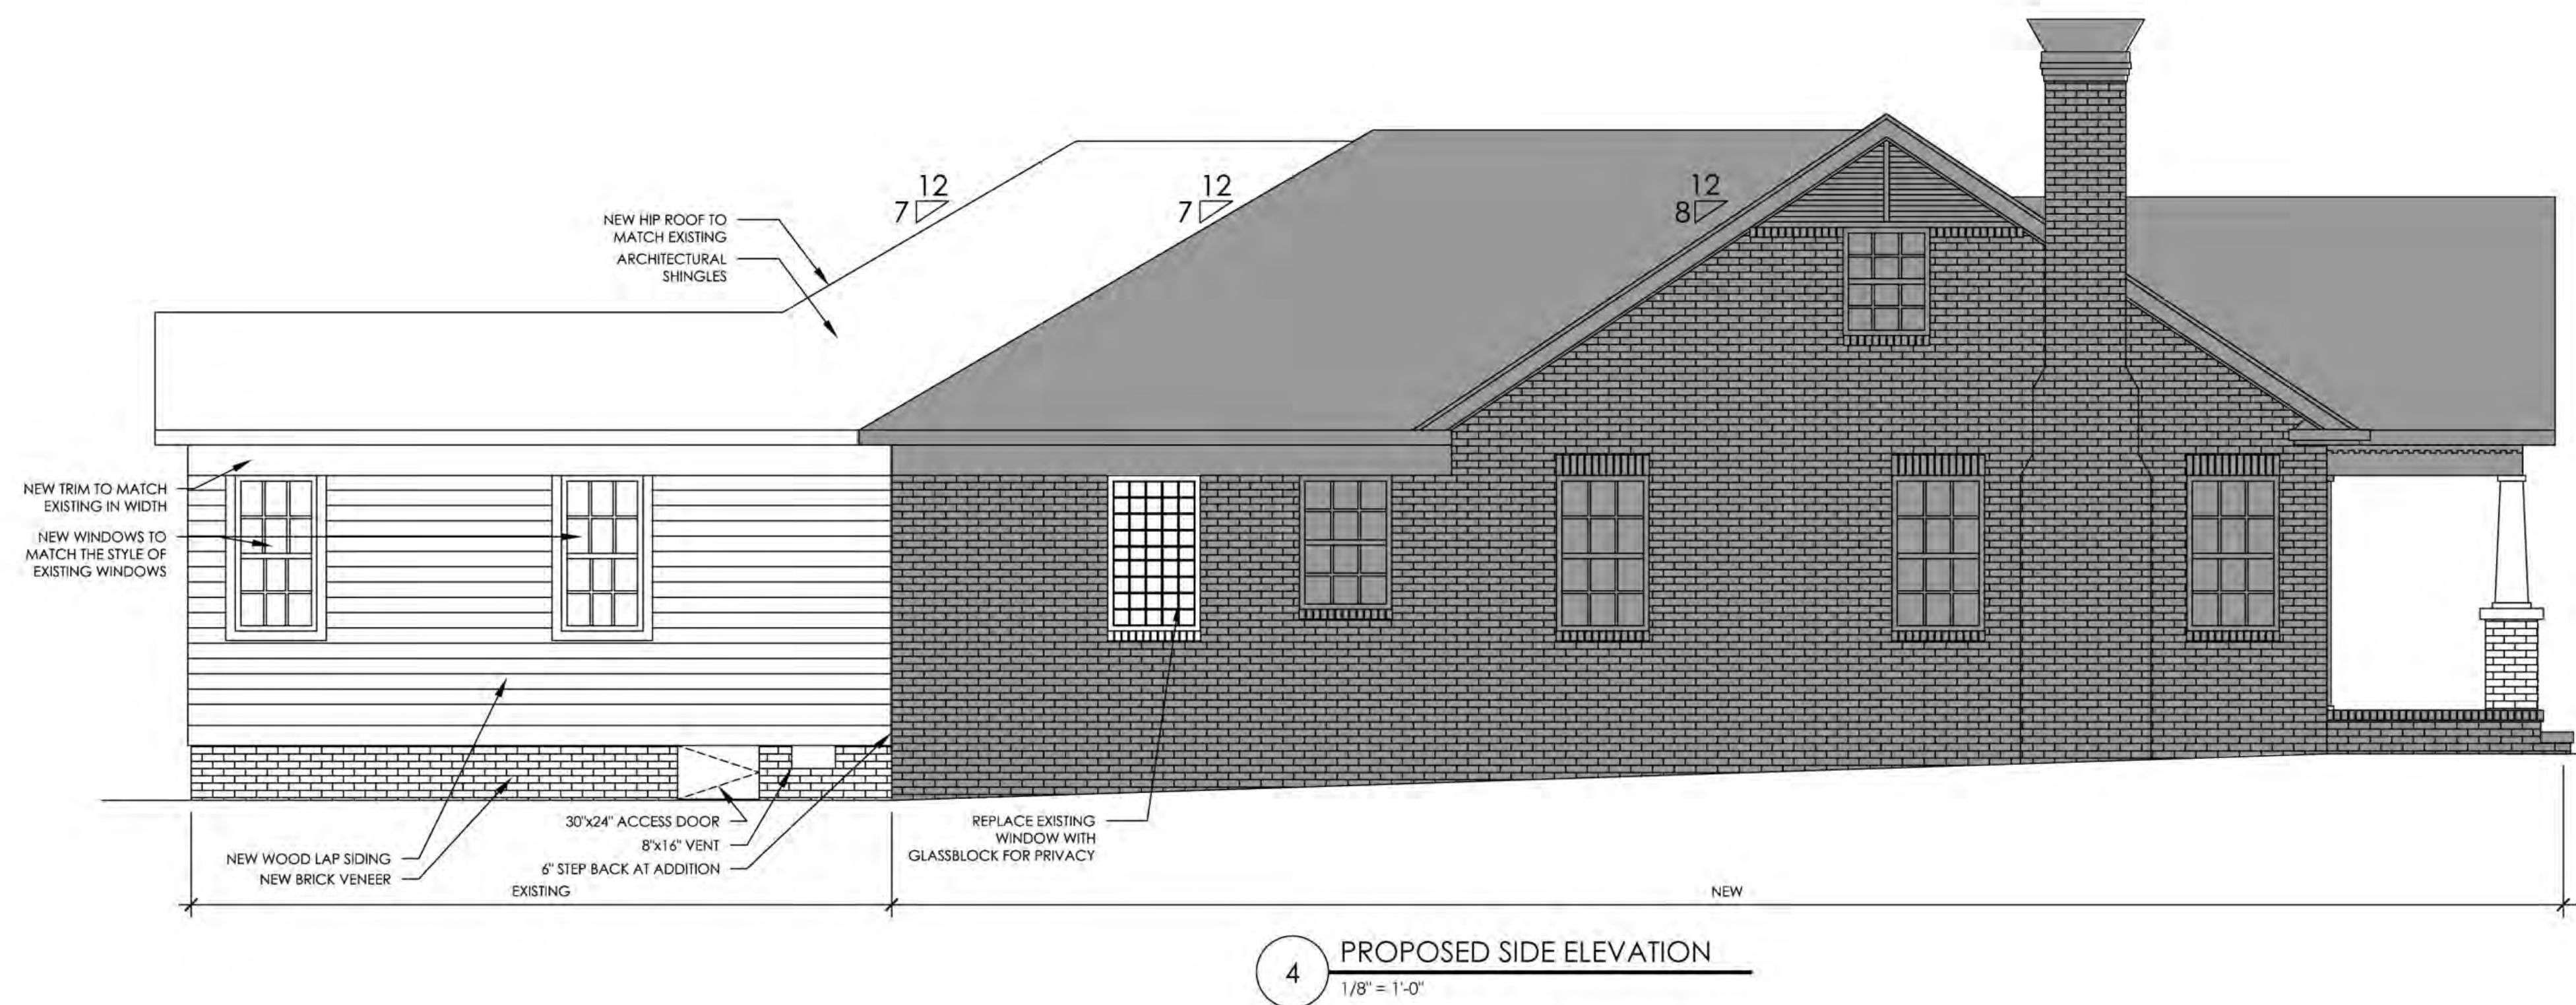 12
7
12
7
12
8
NEW HIP ROOF TO
MATCH EXISTING
ARCHITECTURAL
SHINGLES
NEW TRIM TO MATCH
EXISTING IN WIDTH
NEW WINDOWS TO
MATCH THE STYLE OF
EXISTING WINDOWS
30"x24" ACCESS DOOR
8"x16" VENT
6" STEP BACK AT ADDITION
NEW WOOD LAP SIDING
NEW BRICK VENEER
REPLACE EXISTING
WINDOW WITH
GLASSBLOCK FOR PRIVACY
EXISTING
NEW
4
PROPOSED SIDE ELEVATION
1/8" = 1'-0"